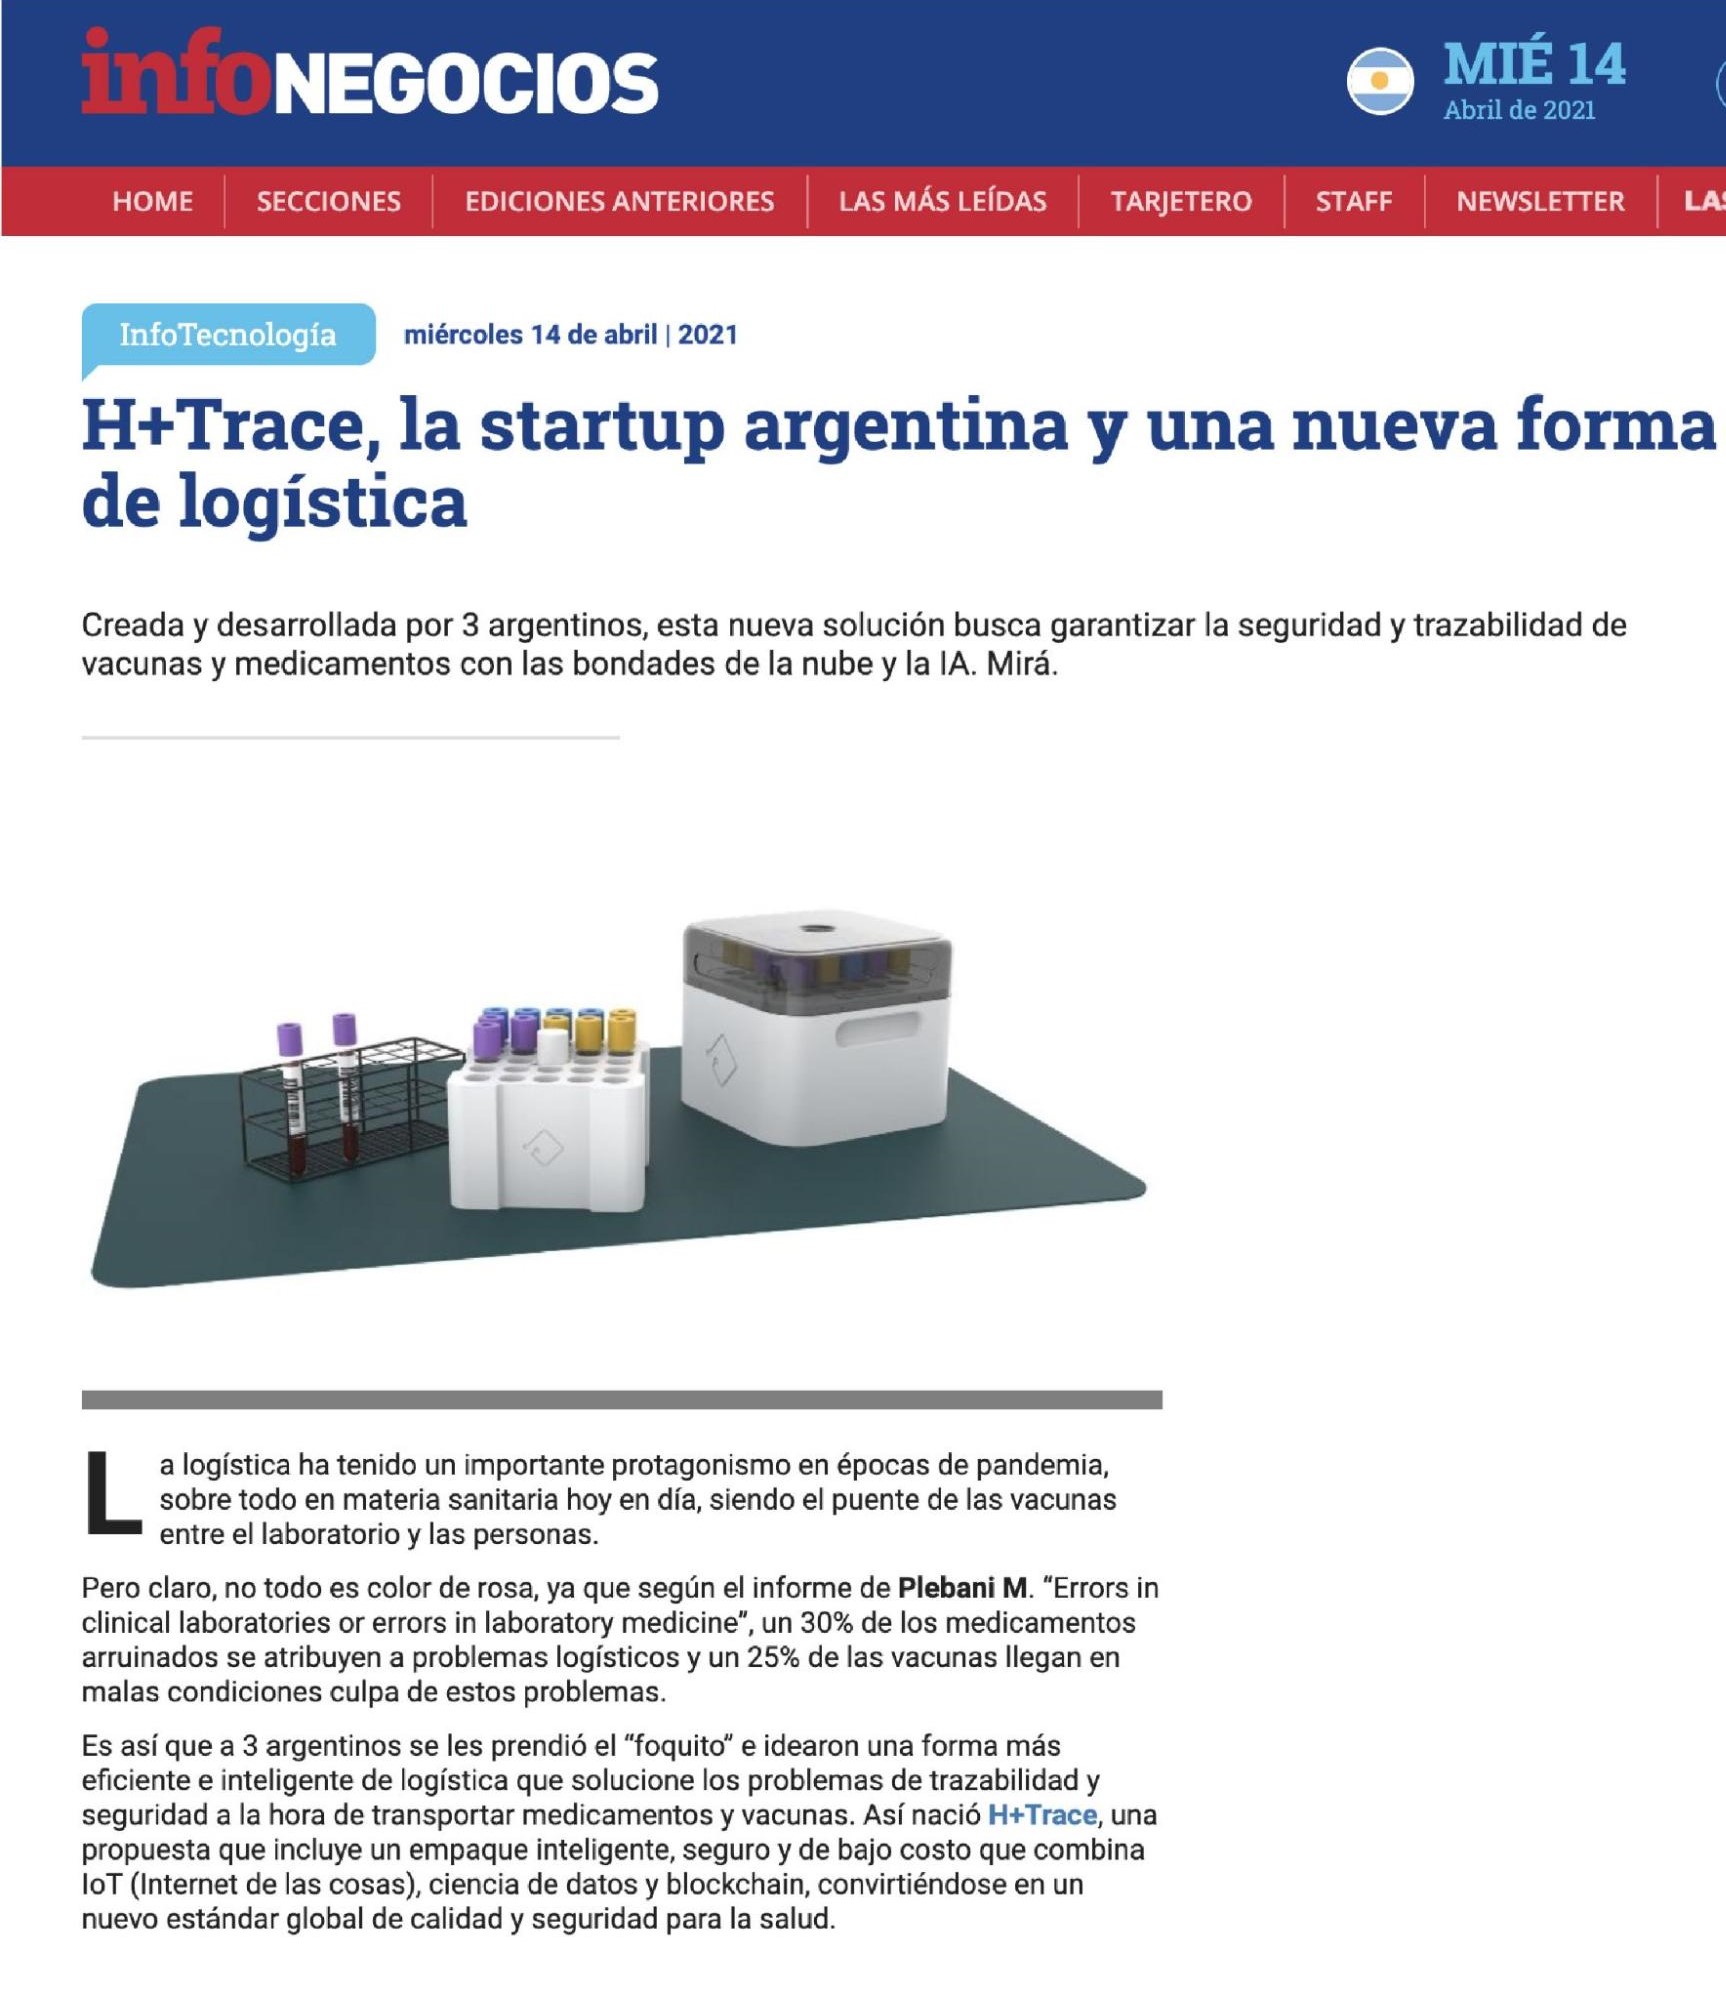 infoNEGOCIOS
MIÉ 14
Abril de 2021
HOME
SECCIONES
EDICIONES ANTERIORES
LAS MÁS LEÍDAS
TARJETERO
STAFF
NEWSLETTER
InfoTecnología
miércoles 14 de abril | 2021
H+Trace, la startup argentina y una nueva forma
de logística
Creada y desarrollada por 3 argentinos, esta nueva solución busca garantizar la seguridad y trazabilidad de
vacunas y medicamentos con las bondades de la nube y la IA. Mirá.
La logística ha tenido un importante protagonismo en épocas de pandemia,
sobre todo en materia sanitaria hoy en día, siendo el puente de las vacunas
entre el laboratorio y las personas.
Pero claro, no todo es color de rosa, ya que según el informe de Plebani M. “Errors in
clinical laboratories or errors in laboratory medicine”, un 30% de los medicamentos
arruinados se atribuyen a problemas logísticos y un 25% de las vacunas llegan en
malas condiciones culpa de estos problemas.
Es así que a 3 argentinos se les prendió el “foquito” e idearon una forma más
eficiente e inteligente de logística que solucione los problemas de trazabilidad y
seguridad a la hora de transportar medicamentos y vacunas. Así nació H+Trace, una
propuesta que incluye un empaque inteligente, seguro y de bajo costo que combina
IoT (Internet de las cosas), ciencia de datos y blockchain, convirtiéndose en un
nuevo estándar global de calidad y seguridad para la salud.